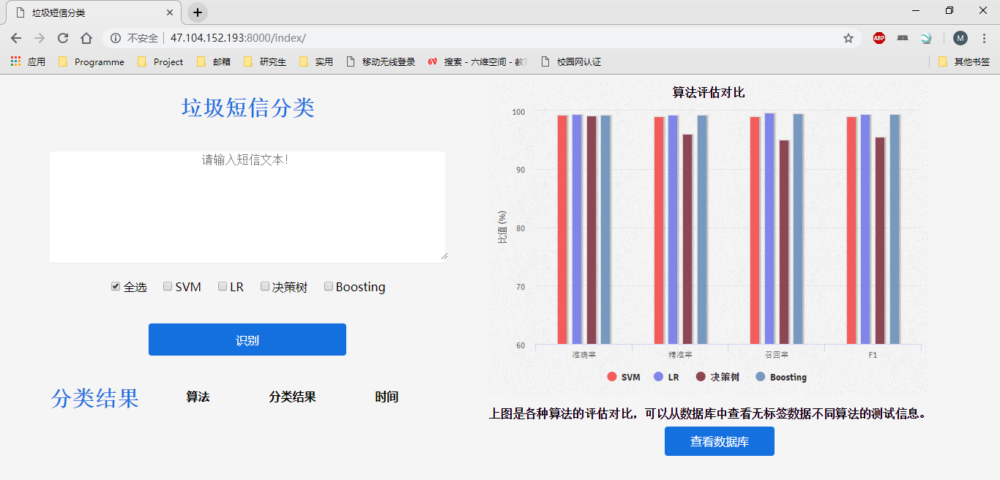 垃圾短信分类
不安全 47.104.152.193:8000/index/
ABP
M
应用 Programme Project 邮箱 研究生 实用 移动无线登录 6V 搜索 - 六维空间 - 教 校园网认证 其他书签
垃圾短信分类
请输入短信文本!
全选 SVM LR 决策树 Boosting
识别
分类结果 算法 分类结果 时间
算法评估对比
比值 (%)
100
90
80
70
60
准确率 精准率 召回率 F1
SVM LR 决策树 Boosting
上图是各种算法的评估对比，可以从数据库中查看无标签数据不同算法的测试信息。
查看数据库